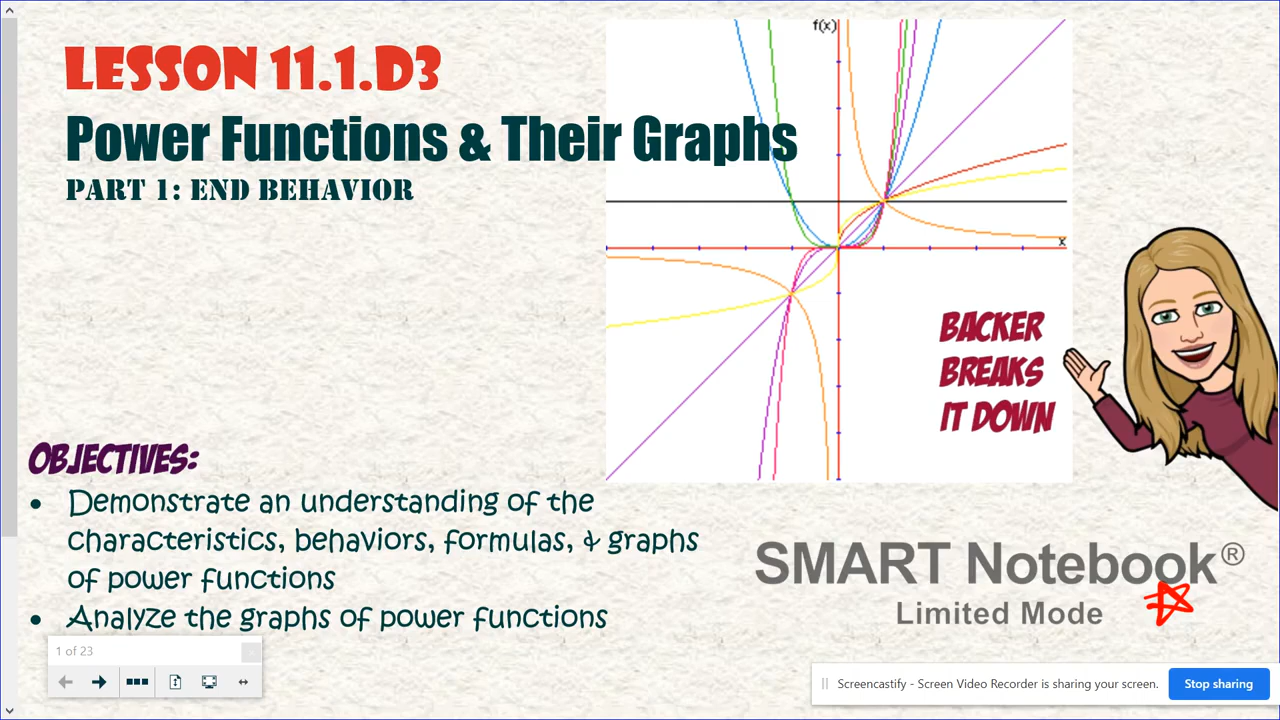 LESSON 11.1.D3
Power Functions & Their Graphs
PART 1: END BEHAVIOR
f(x)
x
BACKER
BREAKS
IT DOWN
OBJECTIVES:
• Demonstrate an understanding of the
characteristics, behaviors, formulas, & graphs
of power functions
• Analyze the graphs of power functions
SMART Notebook®
Limited Mode
1 of 23
Screencastify - Screen Video Recorder is sharing your screen.
Stop sharing